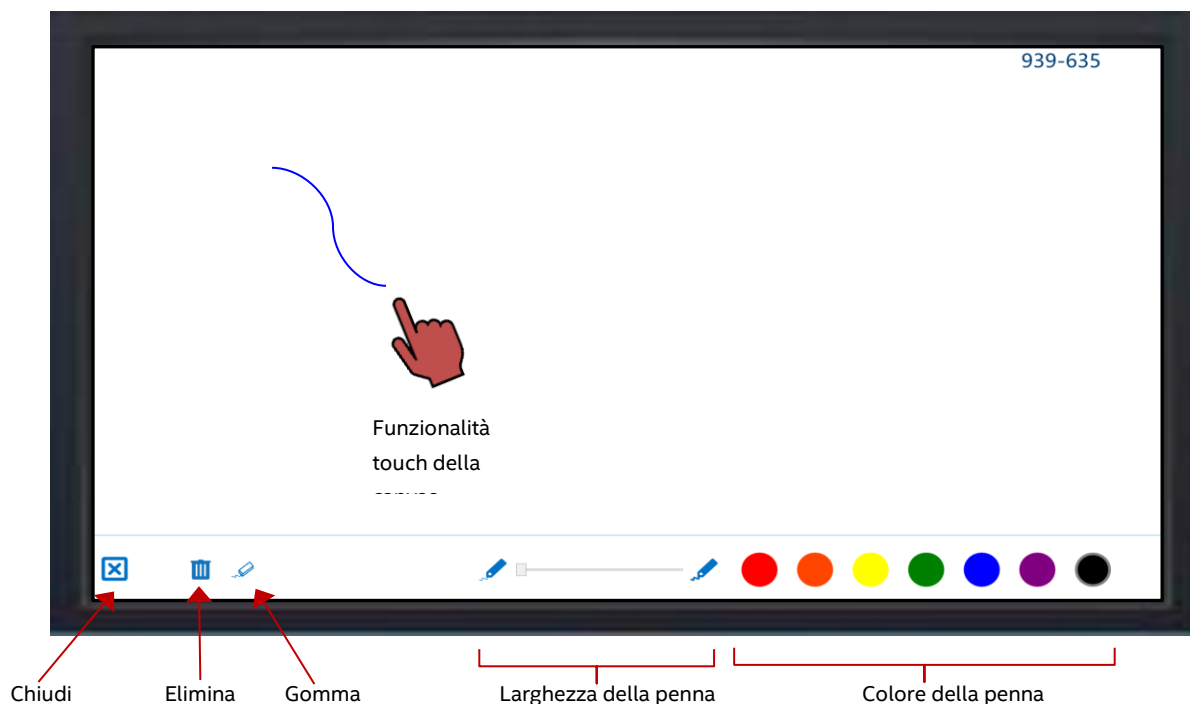 939-635
Funzionalità
touch della
Chiudi
Elimina
Gomma
Larghezza della penna
Colore della penna